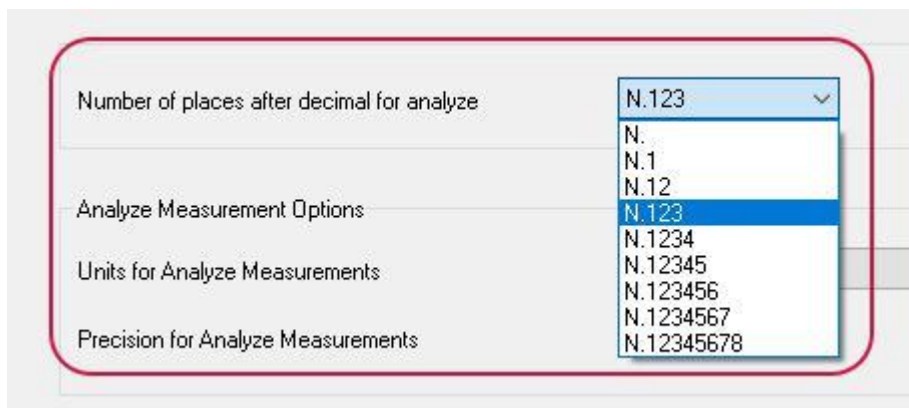 Number of places after decimal for analyze
N.123
N.
N.1
N.12
N.123
N.1234
N.12345
N.123456
N.1234567
N.12345678
Analyze Measurement Options
Units for Analyze Measurements
Precision for Analyze Measurements